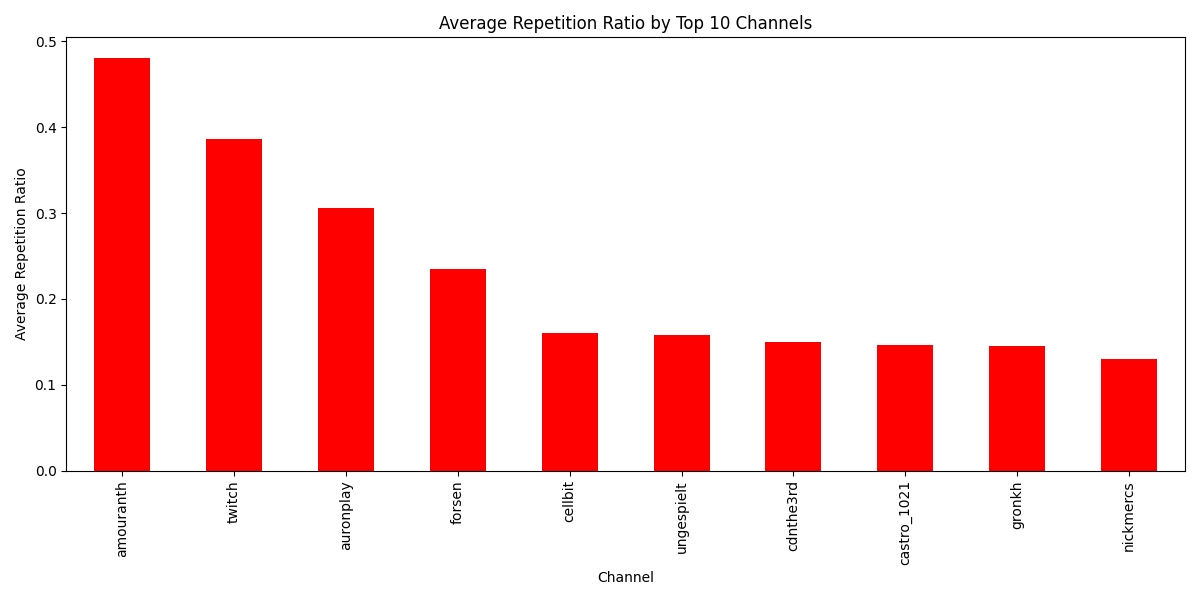 Average Repetition Ratio by Top 10 Channels
Average Repetition Ratio
0.5
0.4
0.3
0.2
0.1
0.0
amouranth
twitch
auronplay
forsen
cellbit
ungespielt
cdnthe3rd
castro_1021
gronkh
nickmercs
Channel